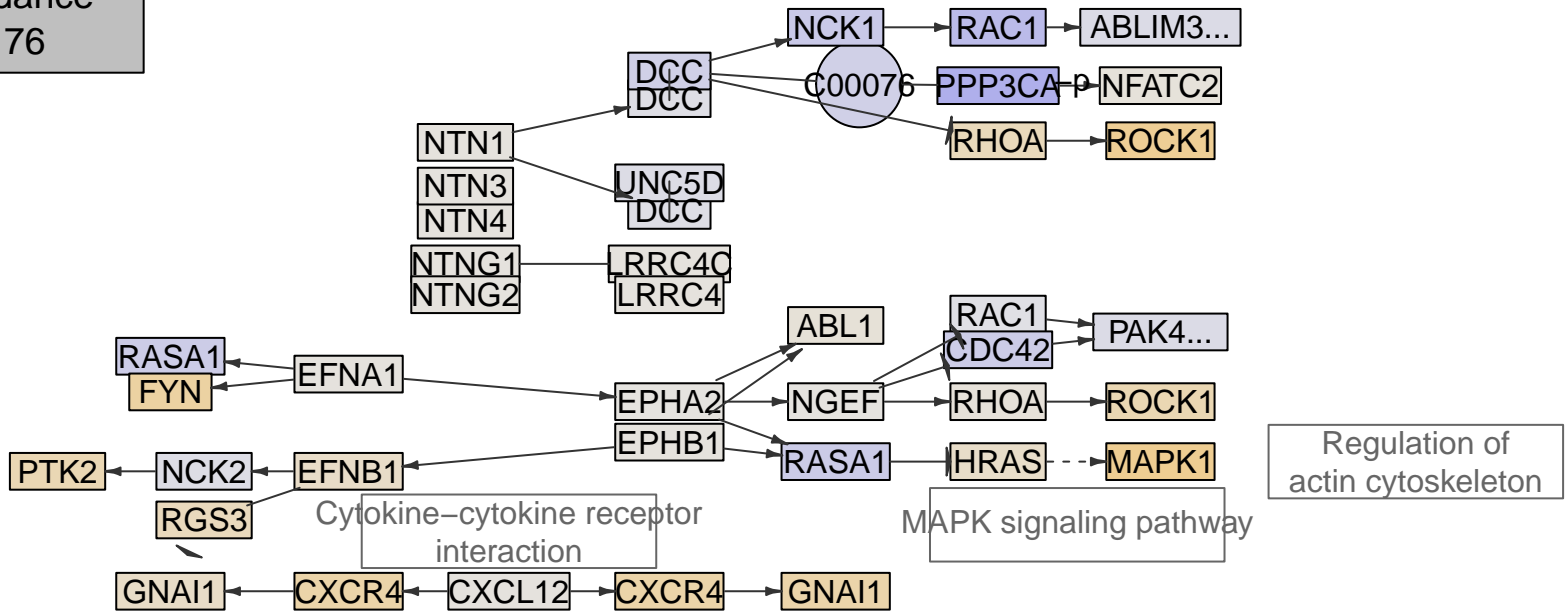 76
NCK1
RAC1
ABLIM3...
DCC
DCC
C00076
PPP3CA
–p
NFATC2
NTN1
RHOA
ROCK1
NTN3
UNC5D
NTN4
DCC
NTNG1
LRRC4C
NTNG2
LRRC4
RAC1
ABL1
PAK4...
RASA1
CDC42
EFNA1
FYN
EPHA2
NGEF
RHOA
ROCK1
EPHB1
Regulation of
actin cytoskeleton
PTK2
NCK2
EFNB1
RASA1
HRAS
MAPK1
RGS3
Cytokine–cytokine receptor
interaction
MAPK signaling pathway
GNAI1
CXCR4
CXCL12
CXCR4
GNAI1